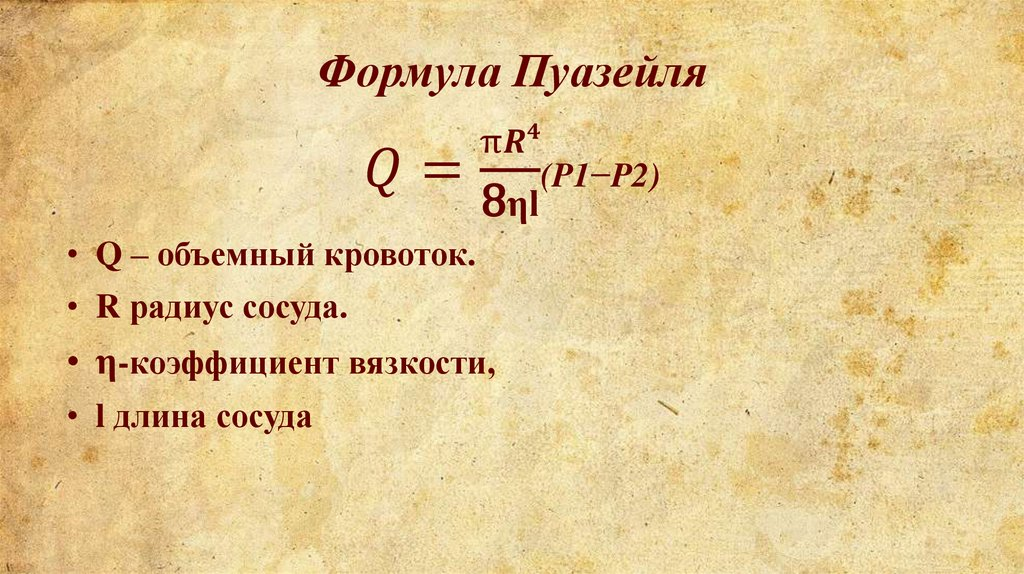 Формула Пуазейля
Q = πR⁴/8ηl (P1−P2)
• Q – объемный кровоток.
• R радиус сосуда.
• η-коэффициент вязкости,
• l длина сосуда